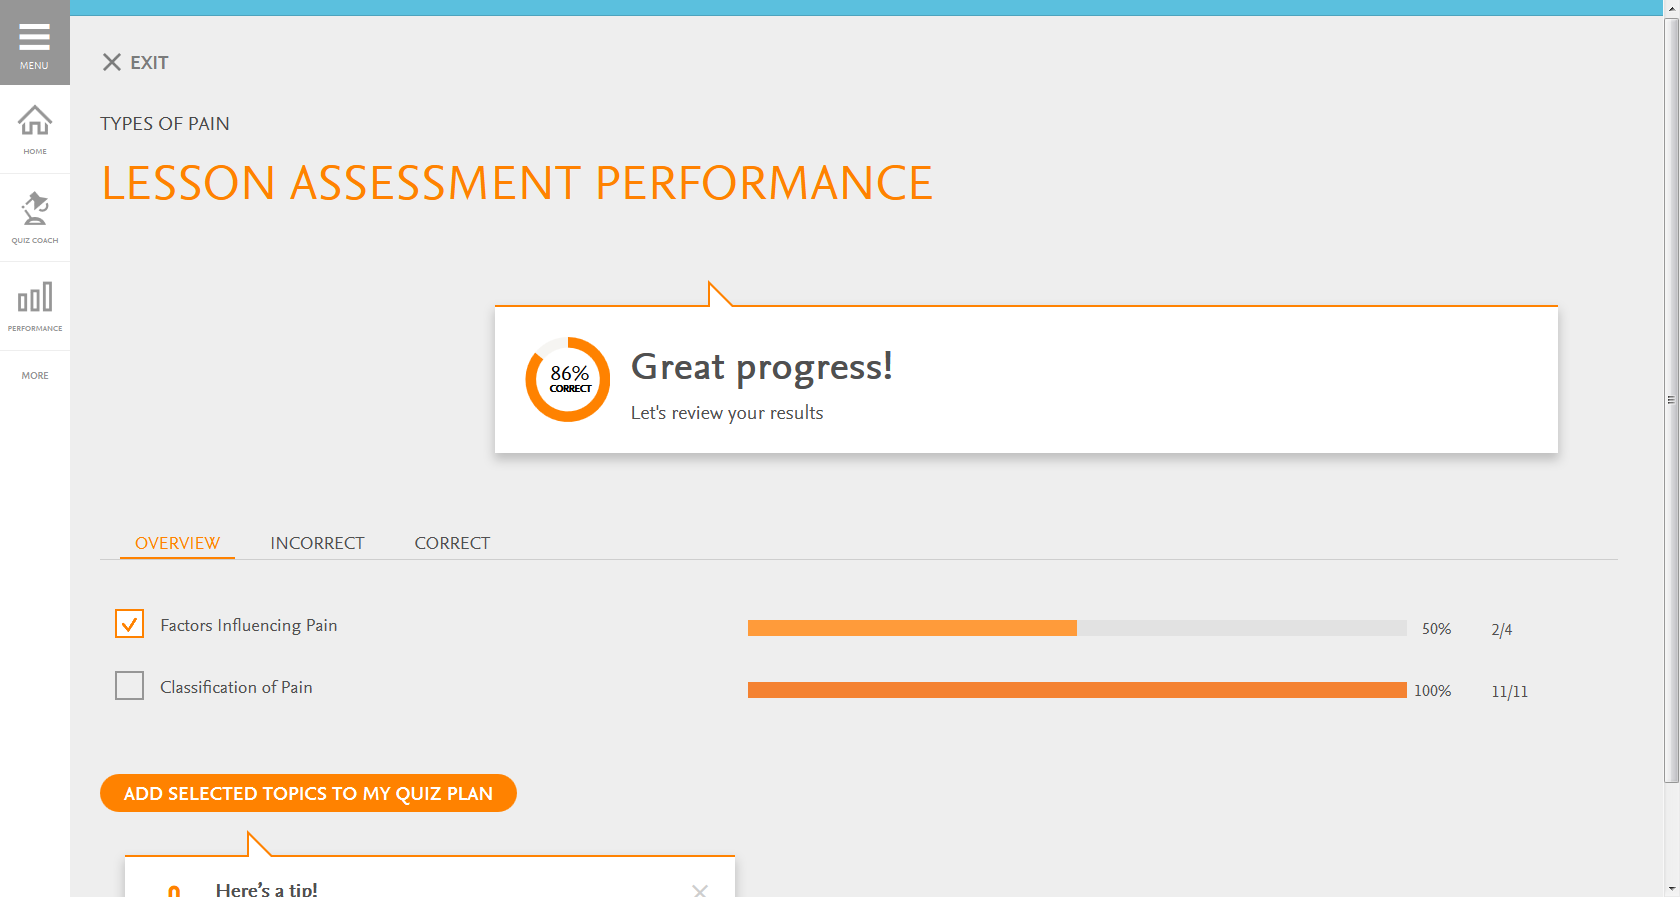 MENU
HOME
QUIZ COACH
PERFORMANCE
MORE
EXIT
TYPES OF PAIN
LESSON ASSESSMENT PERFORMANCE
86%
CORRECT
Great progress!
Let's review your results
OVERVIEW INCORRECT CORRECT
Factors Influencing Pain 50% 2/4
Classification of Pain 100% 11/11
ADD SELECTED TOPICS TO MY QUIZ PLAN
Here's a tip!